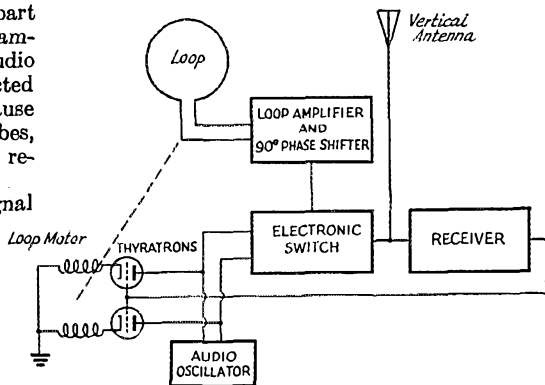 part
am-
udio
cted
use
bes,
re-
gnal
Loop
Vertical
Antenna
LOOP AMPLIFIER
AND
90° PHASE SHIFTER
Loop Motor
THYRATRONS
ELECTRONIC
SWITCH
RECEIVER
AUDIO
OSCILLATOR